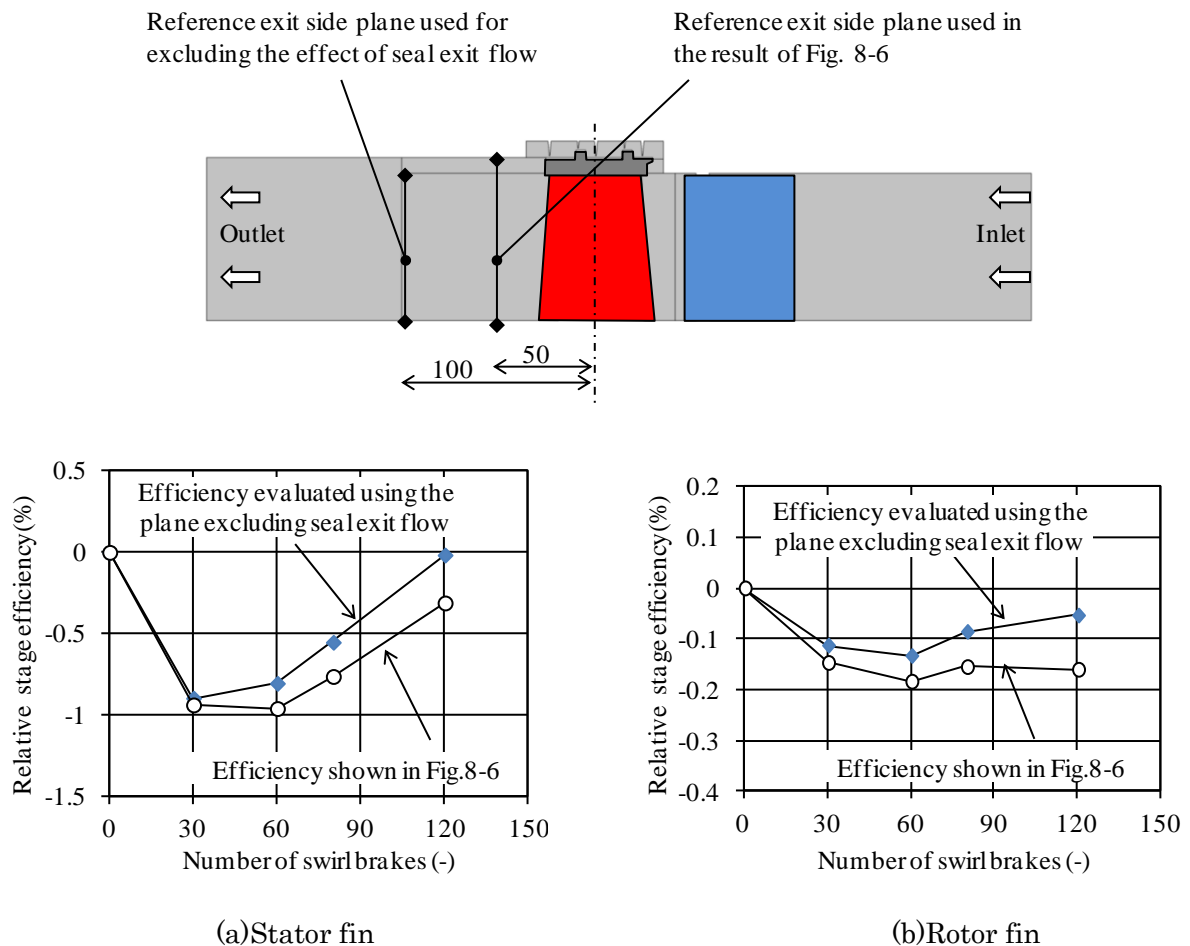 Reference exit side plane used for
excluding the effect of seal exit flow
Reference exit side plane used in
the result of Fig. 8-6
Outlet
Inlet
50
100
0.5
0
-0.5
-1
-1.5
0
30
60
90
120
150
Relative stage efficiency(%)
Number of swirl brakes (-)
Efficiency evaluated using the
plane excluding seal exit flow
Efficiency shown in Fig.8-6
(a)Stator fin
0.2
0.1
0
-0.1
-0.2
-0.3
-0.4
0
30
60
90
120
150
Relative stage efficiency(%)
Number of swirl brakes (-)
Efficiency evaluated using the
plane excluding seal exit flow
Efficiency shown in Fig.8-6
(b)Rotor fin